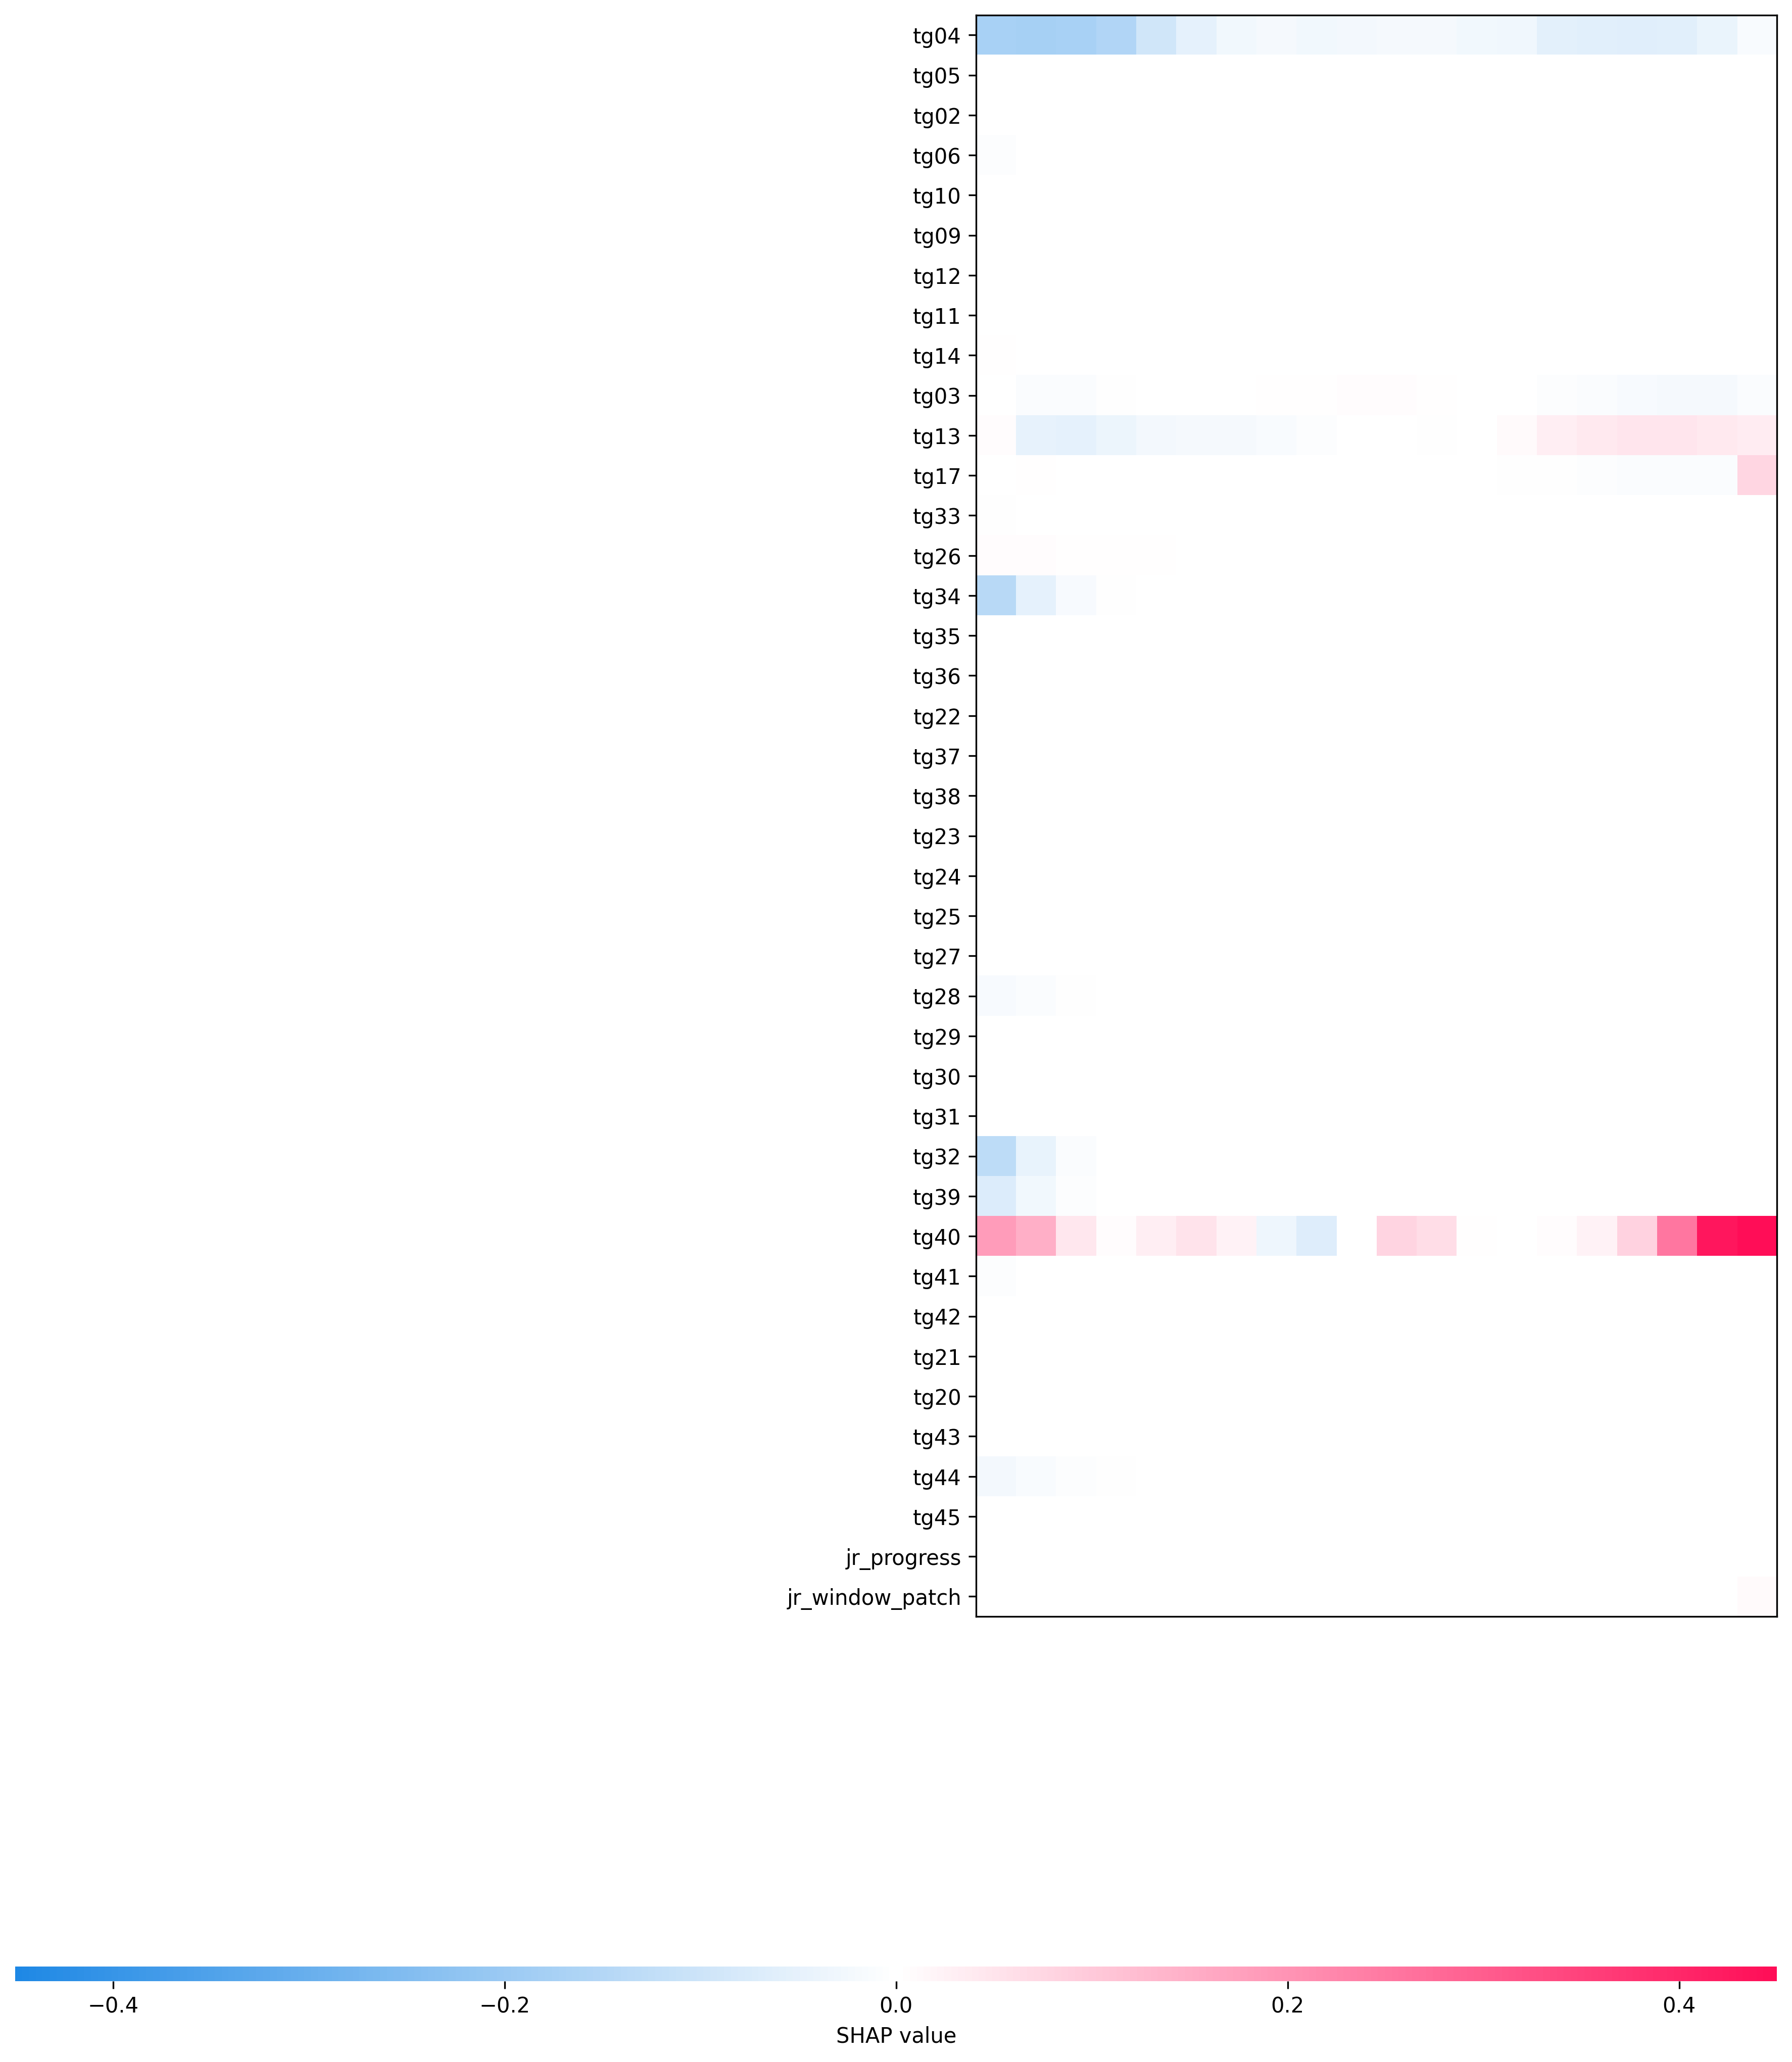 tg04
tg05
tg02
tg06
tg10
tg09
tg12
tg11
tg14
tg03
tg13
tg17
tg33
tg26
tg34
tg35
tg36
tg22
tg37
tg38
tg23
tg24
tg25
tg27
tg28
tg29
tg30
tg31
tg32
tg39
tg40
tg41
tg42
tg21
tg20
tg43
tg44
tg45
jr_progress
jr_window_patch
−0.4 −0.2 0.0 0.2 0.4
SHAP value